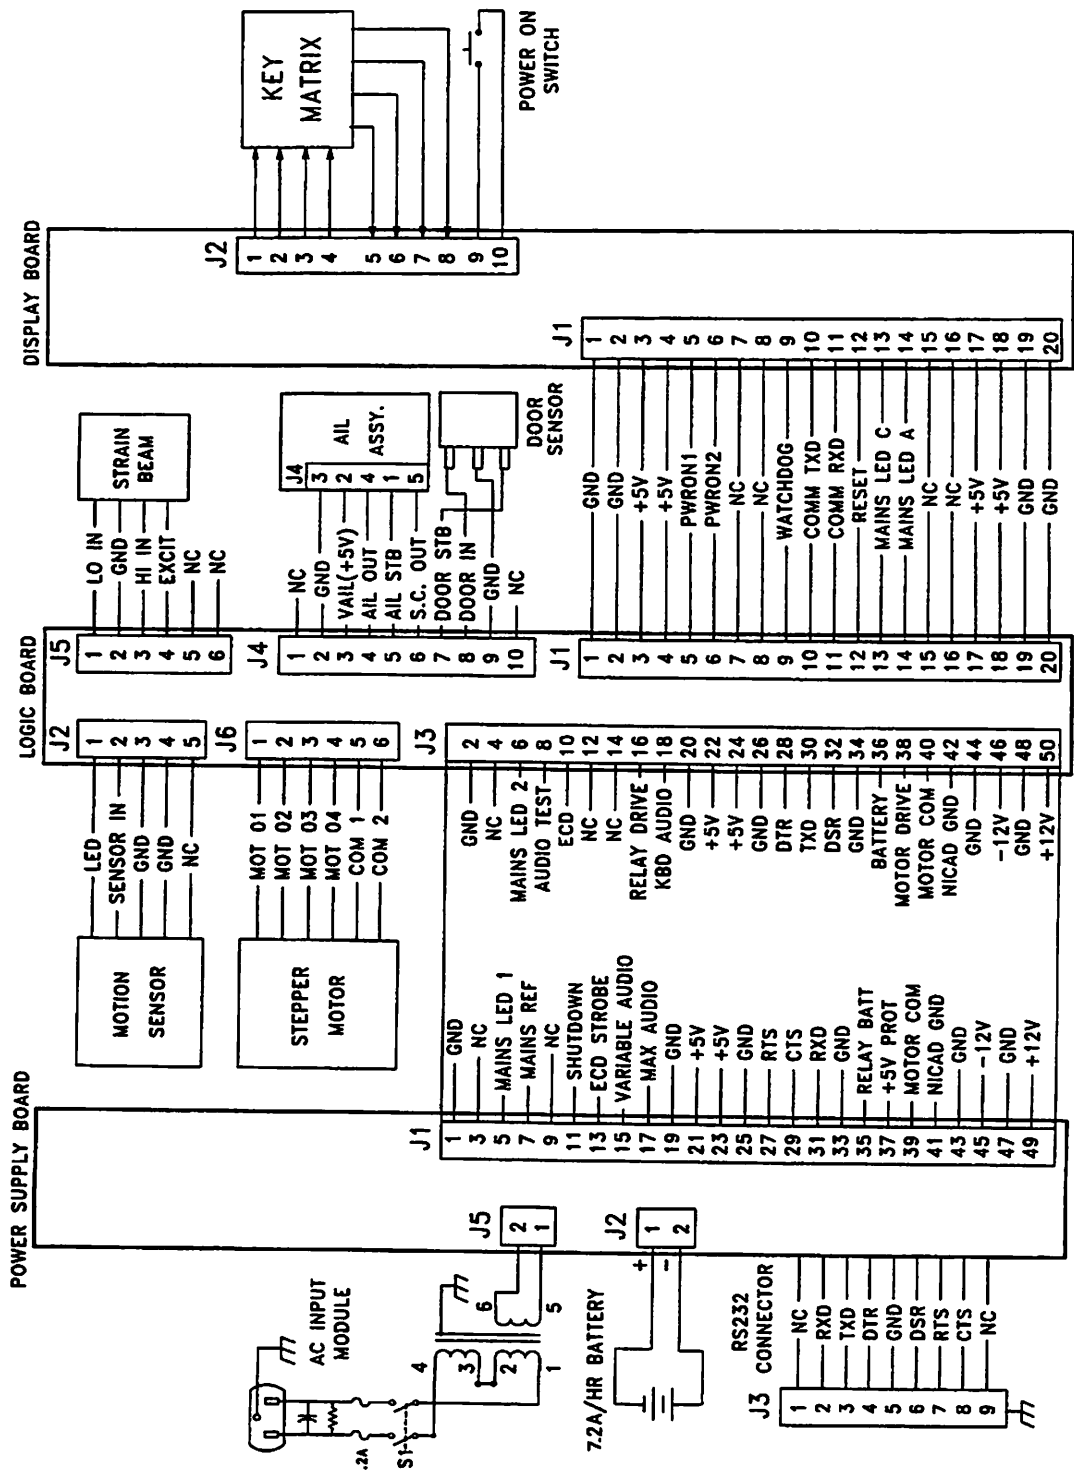 POWER SUPPLY BOARD
LOGIC BOARD
DISPLAY BOARD
AC INPUT
MODULE
.2A
S1
4
3
2
1
6
5
J5
2
1
7.2A/HR BATTERY
+
-
J2
1
2
RS232
CONNECTOR
J3
1 NC
2 RXD
3 TXD
4 DTR
5 GND
6 DSR
7 RTS
8 CTS
9 NC
J1
1 GND
3 NC
5 MAINS LED 1
7 MAINS REF
9 NC
11 SHUTDOWN
13 ECD STROBE
15 VARIABLE AUDIO
17 MAX AUDIO
19 GND
21 +5V
23 +5V
25 GND
27 RTS
29 CTS
31 RXD
33 GND
35 RELAY BATT
37 +5V PROT
39 MOTOR COM
41 NICAD GND
43 GND
45 -12V
47 GND
49 +12V
MOTION
SENSOR
J2
LED 1
SENSOR IN 2
GND 3
GND 4
NC 5
STEPPER
MOTOR
J6
MOT 01 1
MOT 02 2
MOT 03 3
MOT 04 4
COM 1 5
COM 2 6
J3
GND 2
NC 4
MAINS LED 2 6
AUDIO TEST 8
ECD 10
NC 12
NC 14
RELAY DRIVE 16
KBD AUDIO 18
GND 20
+5V 22
+5V 24
GND 26
DTR 28
TXD 30
DSR 32
GND 34
BATTERY 36
MOTOR DRIVE 38
MOTOR COM 40
NICAD GND 42
GND 44
-12V 46
GND 48
+12V 50
J5
1 LO IN
2 GND
3 HI IN
4 EXCIT
5 NC
6 NC
STRAIN
BEAM
J4
1 NC
2 GND
3 VAIL(+5V)
4 AIL OUT
5 AIL STB
6 S.C. OUT
7 DOOR STB
8 DOOR IN
9 GND
10 NC
J4
3
2
4
1
5
AIL
ASSY.
DOOR
SENSOR
J1
J1
1 GND 1
2 GND 2
3 +5V 3
4 +5V 4
5 PWRON1 5
6 PWRON2 6
7 NC 7
8 NC 8
9 WATCHDOG 9
10 COMM TXD 10
11 COMM RXD 11
12 RESET 12
13 MAINS LED C 13
14 MAINS LED A 14
15 NC 15
16 NC 16
17 +5V 17
18 +5V 18
19 GND 19
20 GND 20
J2
1
2
3
4
5
6
7
8
9
10
KEY
MATRIX
POWER ON
SWITCH